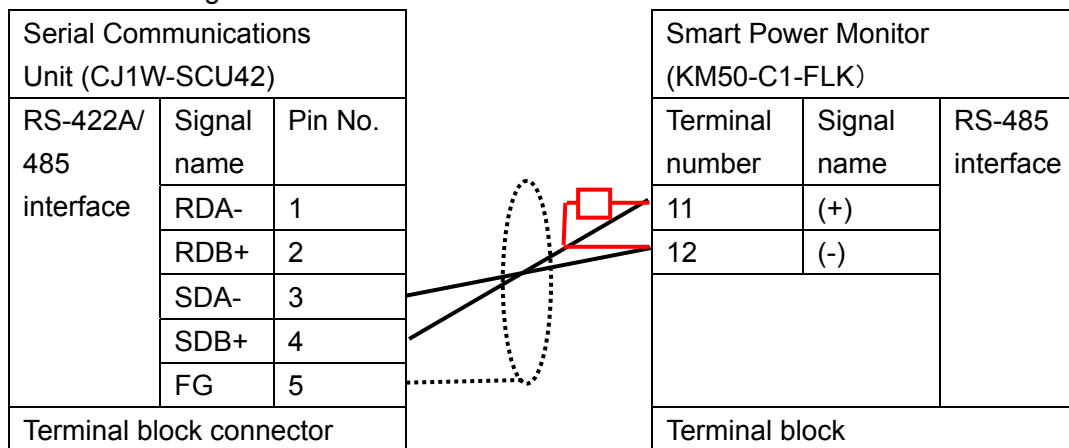 Serial Communications
Unit (CJ1W-SCU42)
RS-422A/
485
interface
Signal
name
Pin No.
RDA- 1
RDB+ 2
SDA- 3
SDB+ 4
FG 5
Terminal block connector
Smart Power Monitor
(KM50-C1-FLK）
Terminal
number
Signal
name
RS-485
interface
11 (+)
12 (-)
Terminal block